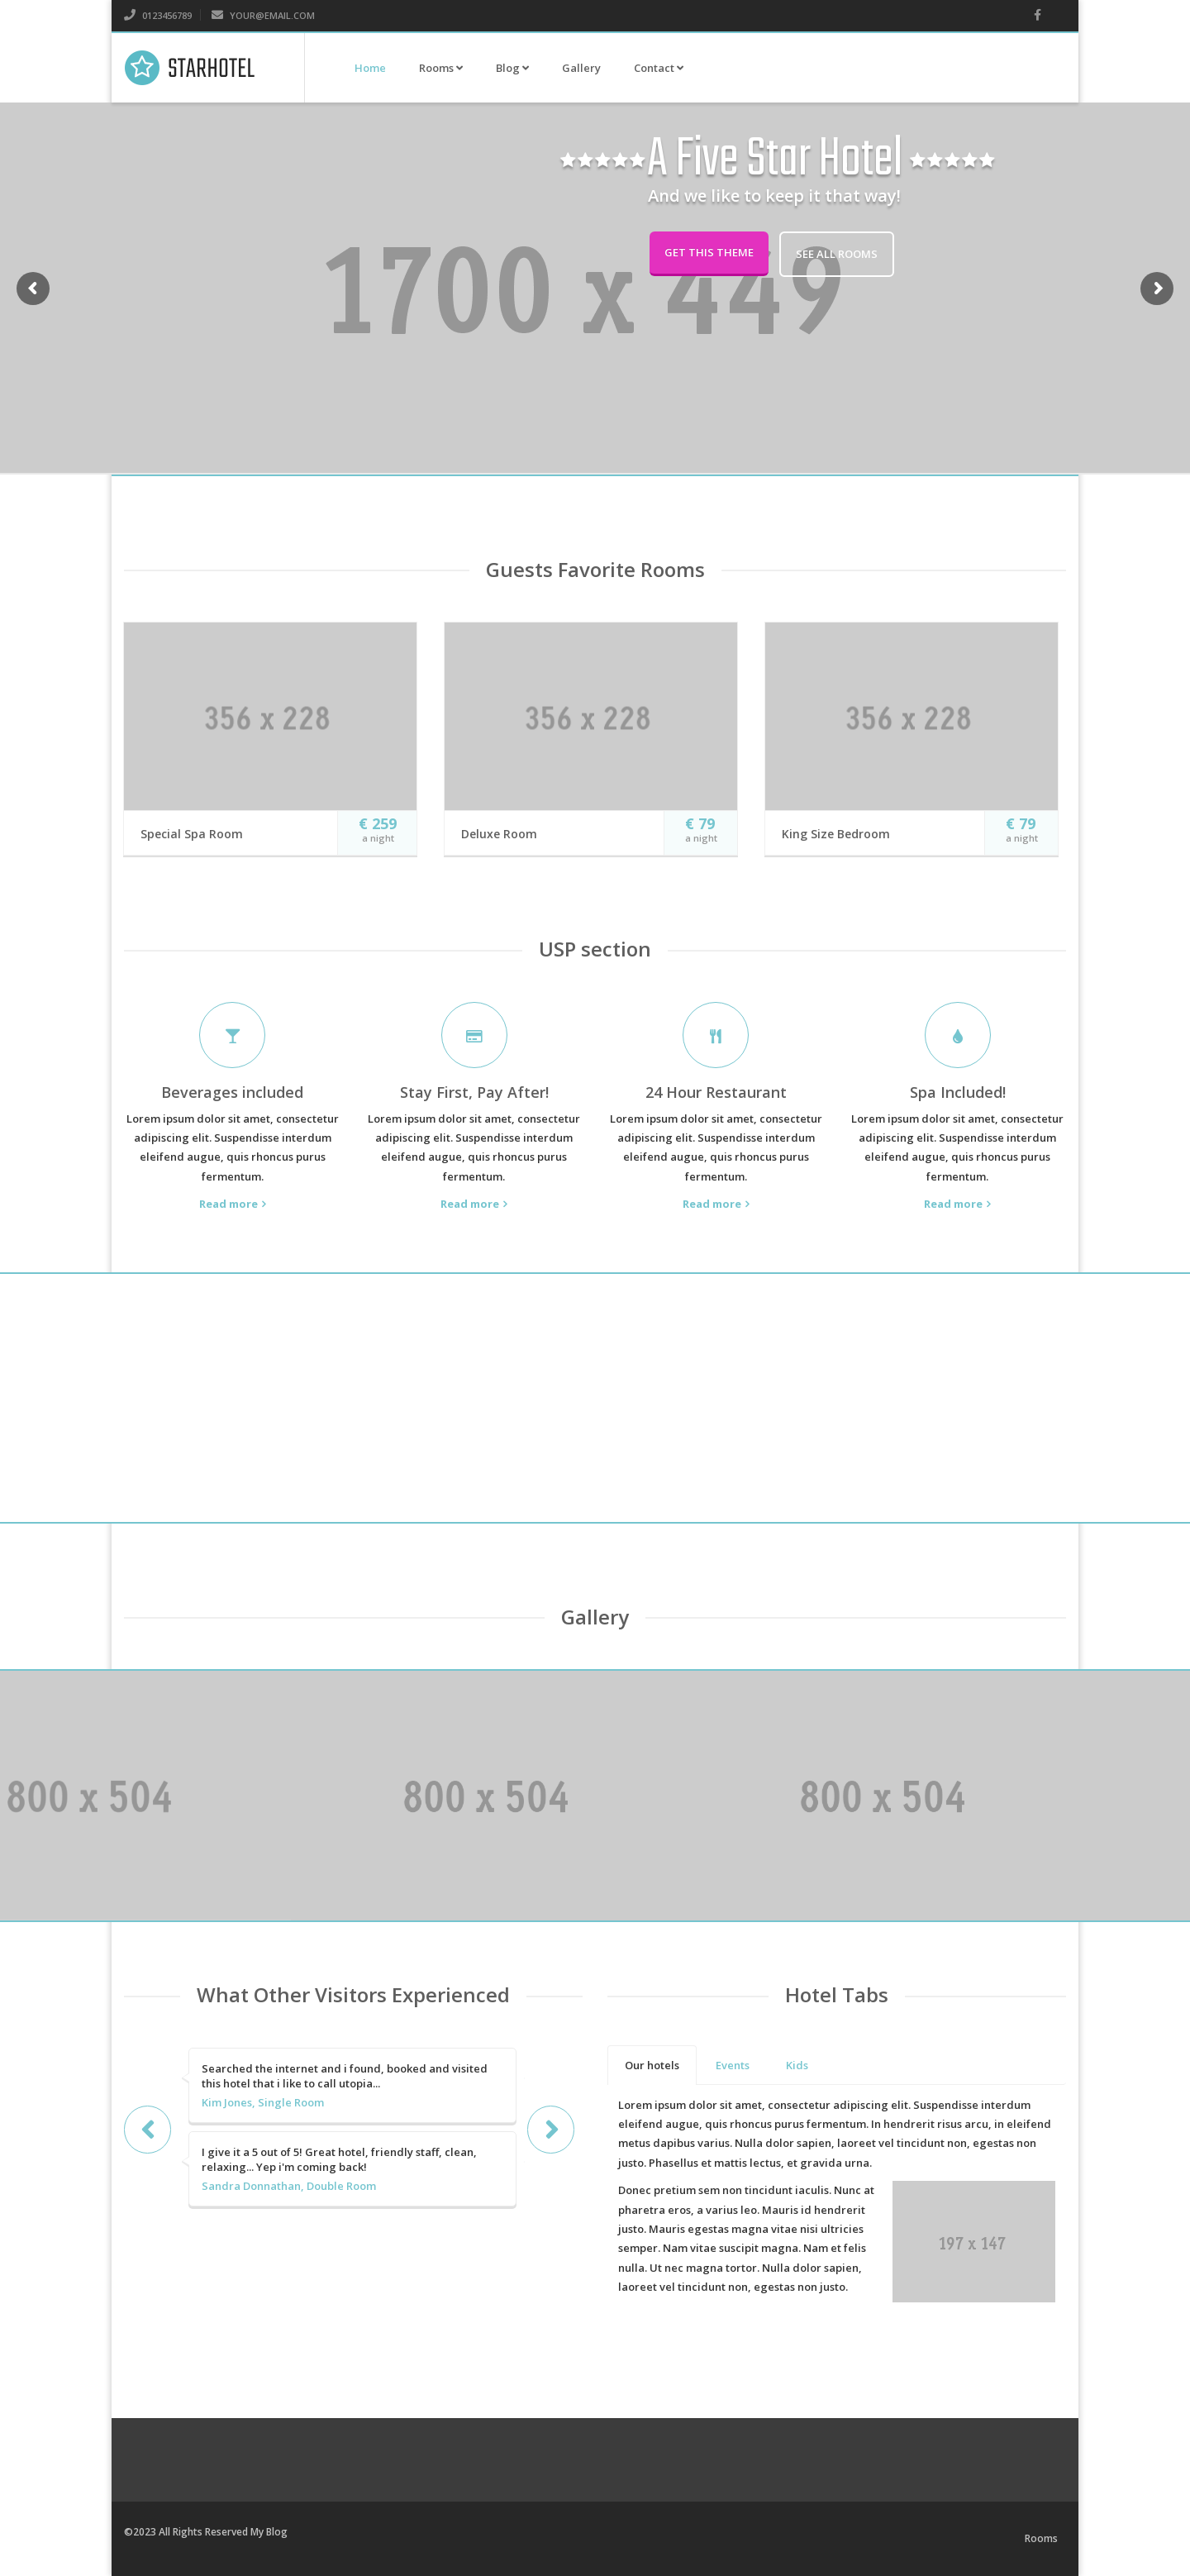 0123456789 YOUR@EMAIL.COM
STARHOTEL
Home Rooms Blog Gallery Contact
A Five Star Hotel
And we like to keep it that way!
GET THIS THEME SEE ALL ROOMS
1700 x 449
Guests Favorite Rooms
356 x 228 356 x 228 356 x 228
Special Spa Room
€ 259
a night
Deluxe Room
€ 79
a night
King Size Bedroom
€ 79
a night
USP section
Beverages included
Lorem ipsum dolor sit amet, consectetur
adipiscing elit. Suspendisse interdum
eleifend augue, quis rhoncus purus
fermentum.
Read more
Stay First, Pay After!
Lorem ipsum dolor sit amet, consectetur
adipiscing elit. Suspendisse interdum
eleifend augue, quis rhoncus purus
fermentum.
Read more
24 Hour Restaurant
Lorem ipsum dolor sit amet, consectetur
adipiscing elit. Suspendisse interdum
eleifend augue, quis rhoncus purus
fermentum.
Read more
Spa Included!
Lorem ipsum dolor sit amet, consectetur
adipiscing elit. Suspendisse interdum
eleifend augue, quis rhoncus purus
fermentum.
Read more
Gallery
800 x 504 800 x 504 800 x 504
What Other Visitors Experienced
Searched the internet and i found, booked and visited
this hotel that i like to call utopia...
Kim Jones, Single Room
I give it a 5 out of 5! Great hotel, friendly staff, clean,
relaxing... Yep i'm coming back!
Sandra Donnathan, Double Room
Hotel Tabs
Our hotels Events Kids
Lorem ipsum dolor sit amet, consectetur adipiscing elit. Suspendisse interdum
eleifend augue, quis rhoncus purus fermentum. In hendrerit risus arcu, in eleifend
metus dapibus varius. Nulla dolor sapien, laoreet vel tincidunt non, egestas non
justo. Phasellus et mattis lectus, et gravida urna.
Donec pretium sem non tincidunt iaculis. Nunc at
pharetra eros, a varius leo. Mauris id hendrerit
justo. Mauris egestas magna vitae nisi ultricies
semper. Nam vitae suscipit magna. Nam et felis
nulla. Ut nec magna tortor. Nulla dolor sapien,
laoreet vel tincidunt non, egestas non justo.
197 x 147
©2023 All Rights Reserved My Blog
Rooms